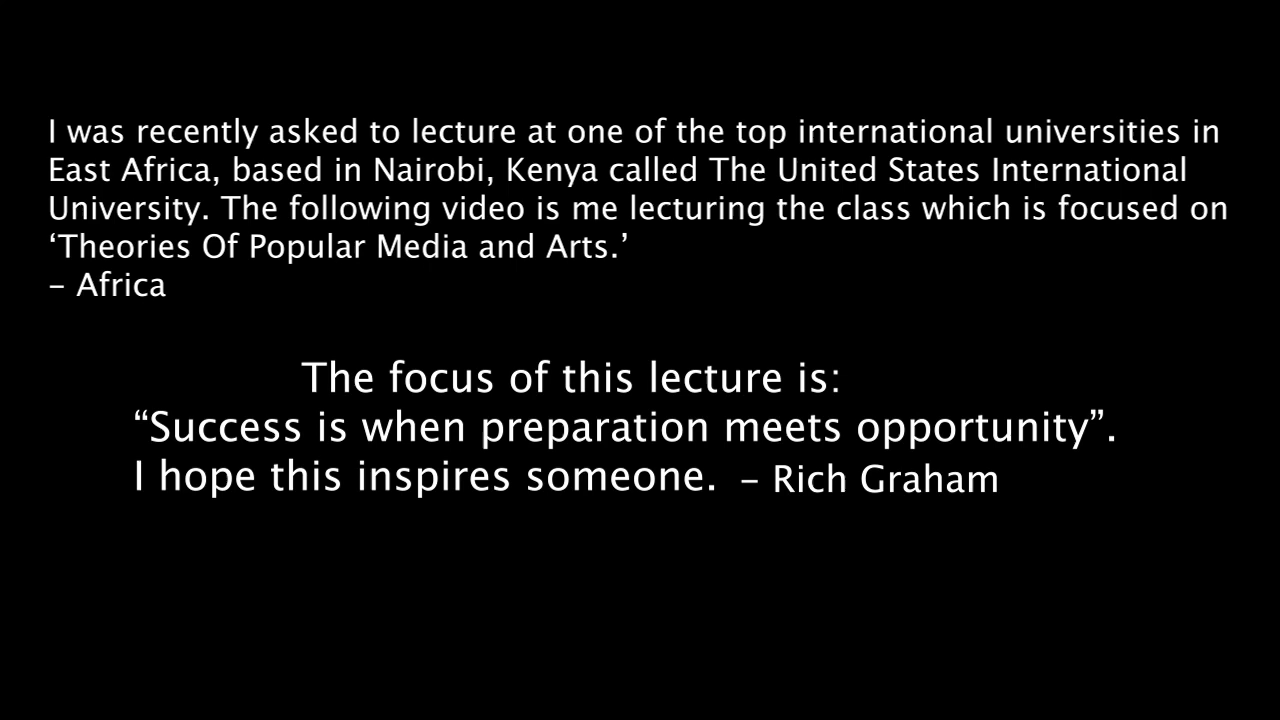 I was recently asked to lecture at one of the top international universities in
East Africa, based in Nairobi, Kenya called The United States International
University. The following video is me lecturing the class which is focused on
‘Theories Of Popular Media and Arts.’
– Africa
The focus of this lecture is:
“Success is when preparation meets opportunity”.
I hope this inspires someone. – Rich Graham